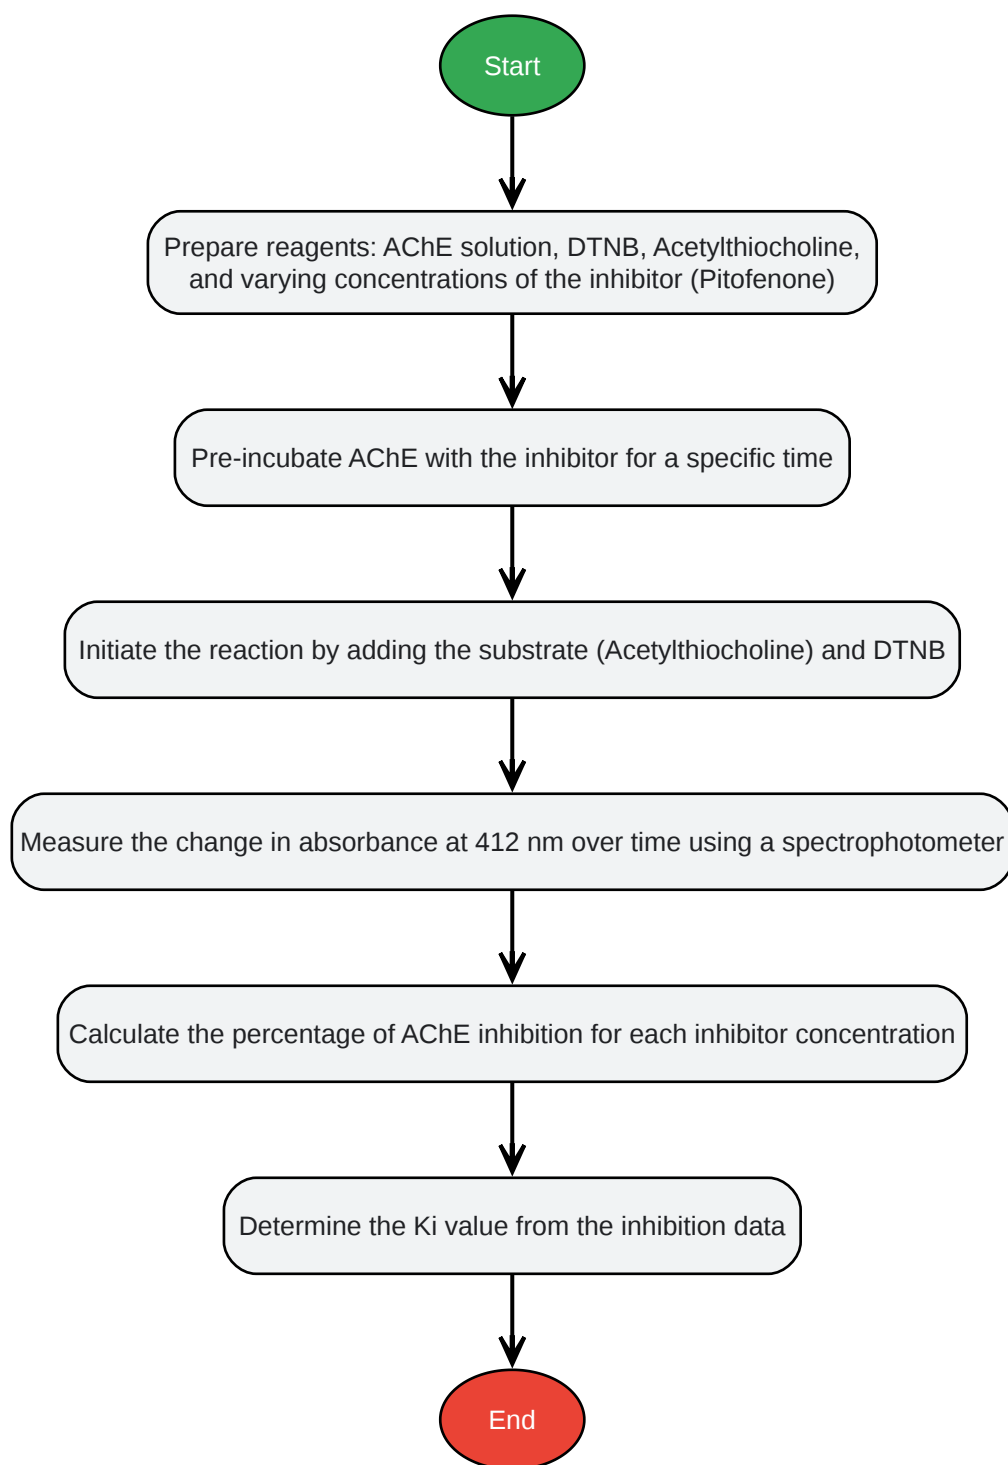 Start
Prepare reagents: AChE solution, DTNB, Acetylthiocholine,
and varying concentrations of the inhibitor (Pitofenone)
Pre-incubate AChE with the inhibitor for a specific time
Initiate the reaction by adding the substrate (Acetylthiocholine) and DTNB
Measure the change in absorbance at 412 nm over time using a spectrophotometer
Calculate the percentage of AChE inhibition for each inhibitor concentration
Determine the Ki value from the inhibition data
End